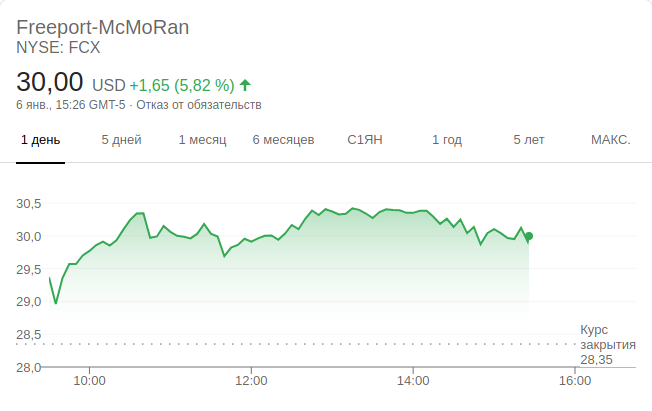 Freeport-McMoRan
NYSE: FCX
30,00 USD +1,65 (5,82 %)
6 янв., 15:26 GMT-5 · Отказ от обязательств
1 день 5 дней 1 месяц 6 месяцев С1ЯН 1 год 5 лет МАКС.
30,5
30,0
29,5
29,0
28,5
Курс
закрытия
28,35
28,0
10:00 12:00 14:00 16:00